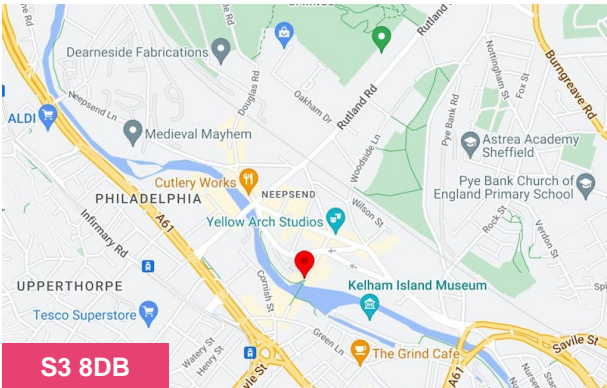 Rutland Rd
Dearneside Fabrications
Douglas Rd
Oakham Dr
Rutland Rd
Nottingham St
Fox St
Burngreave Rd
Neepsend Ln
ALDI
Medieval Mayhem
Woodside Ln
Pye Bank Rd
Astrea Academy
Sheffield
Cutlery Works
NEEPSEND
Pye Bank Church of
England Primary School
PHILADELPHIA
A61
Yellow Arch Studios
Wilson St
Rock St
Verdon St
Infirmary Rd
UPPERTHORPE
Cornish St
Kelham Island Museum
Tesco Superstore
Green Ln
Watery St
Henry St
The Grind Cafe
A61
Savile St
S3 8DB